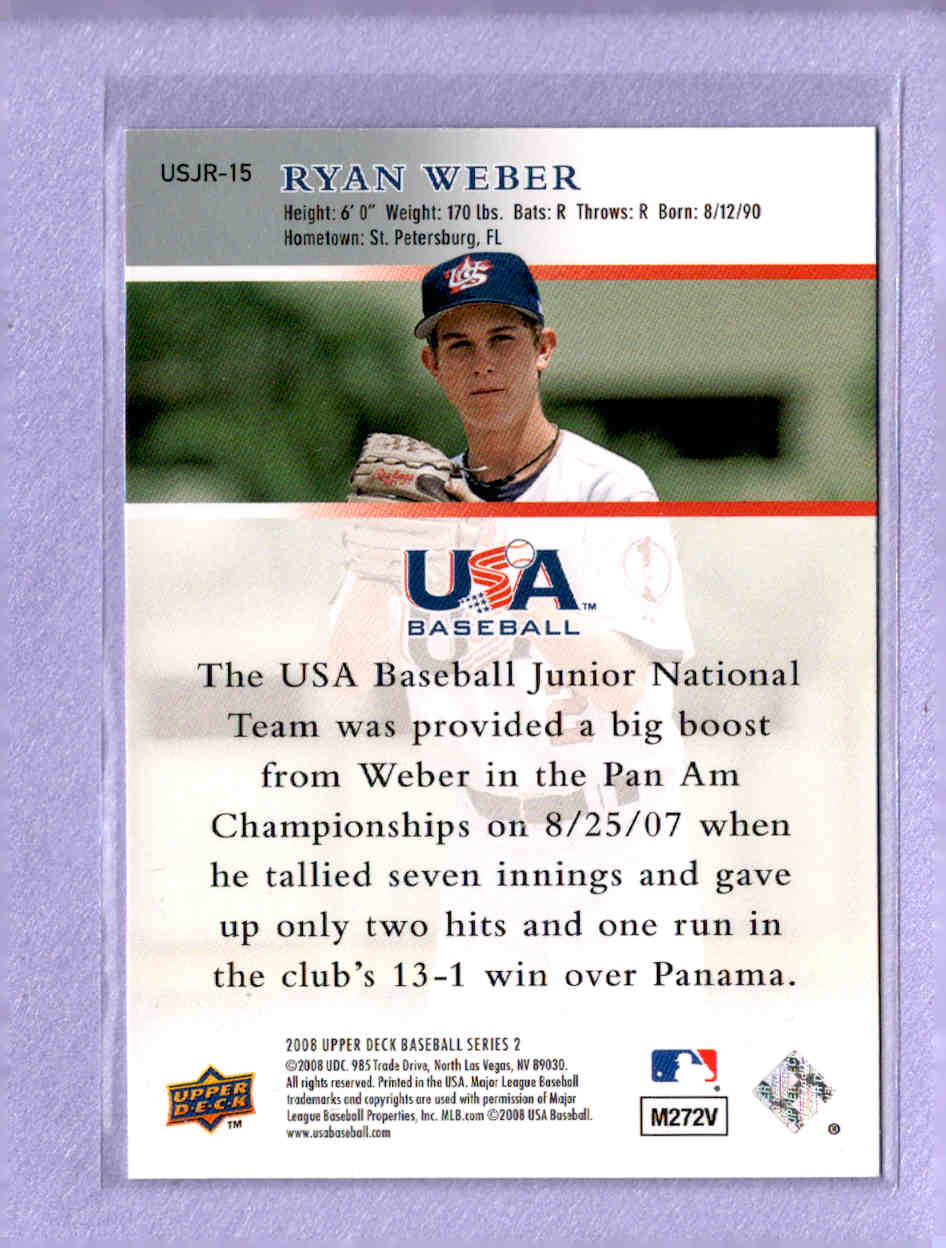 USJR-15
RYAN WEBER
Height: 6' 0" Weight: 170 lbs. Bats: R Throws: R Born: 8/12/90
Hometown: St. Petersburg, FL
US
Rawlings
USA™
BASEBALL
The USA Baseball Junior National
Team was provided a big boost
from Weber in the Pan Am
Championships on 8/25/07 when
he tallied seven innings and gave
up only two hits and one run in
the club's 13-1 win over Panama.
2008 UPPER DECK BASEBALL SERIES 2
©2008 UDC. 985 Trade Drive, North Las Vegas, NV 89030.
All rights reserved. Printed in the USA. Major League Baseball
trademarks and copyrights are used with permission of Major
League Baseball Properties, Inc. MLB.com ©2008 USA Baseball.
www.usabaseball.com
UPPER
D·E·C·K
™
M272V
®